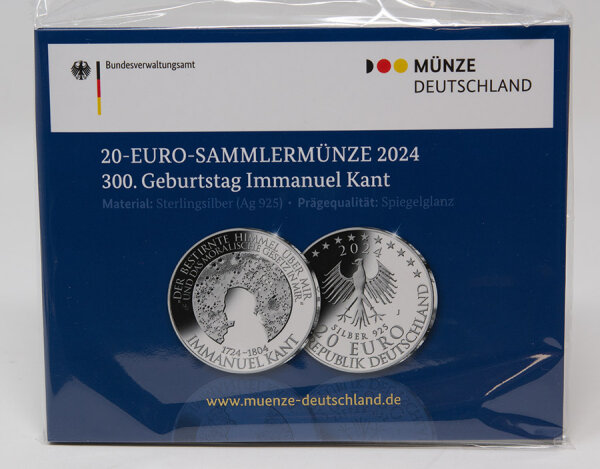 Bundesverwaltungsamt
MÜNZE
DEUTSCHLAND
20-EURO-SAMMLERMÜNZE 2024
300. Geburtstag Immanuel Kant
Material: Sterlingsilber (Ag 925) • Prägequalität: Spiegelglanz
»DER BESTIRNTE HIMMEL ÜBER MIR
UND DAS MORALISCHE GESETZ IN MIR«
1724–1804
IMMANUEL KANT
2024
J
SILBER 925
20 EURO
REPUBLIK DEUTSCHLAND
www.muenze-deutschland.de